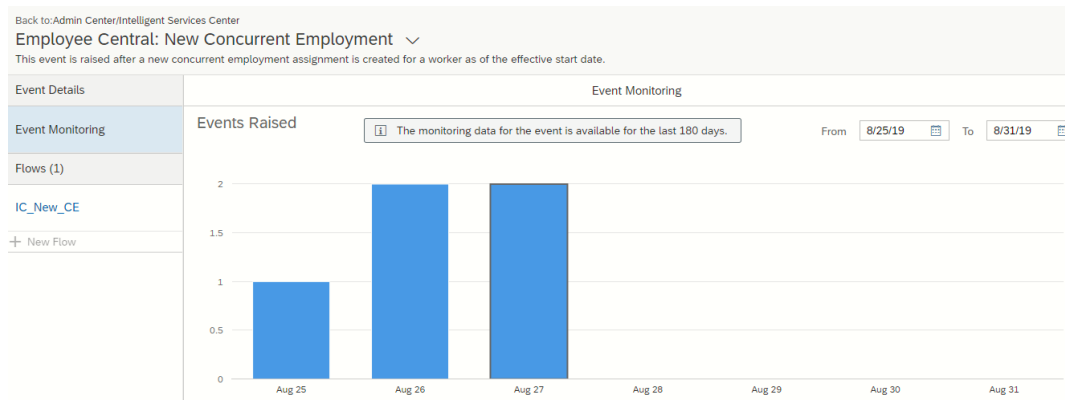 Back to:Admin Center/Intelligent Services Center
Employee Central: New Concurrent Employment
This event is raised after a new concurrent employment assignment is created for a worker as of the effective start date.
Event Details
Event Monitoring
Event Monitoring
Events Raised
i The monitoring data for the event is available for the last 180 days.
From 8/25/19 To 8/31/19
Flows (1)
IC_New_CE
+ New Flow
2
1.5
1
0.5
0
Aug 25 Aug 26 Aug 27 Aug 28 Aug 29 Aug 30 Aug 31